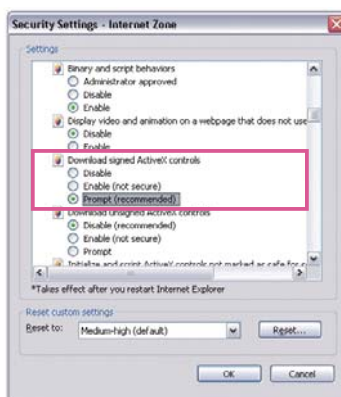 Security Settings - Internet Zone
Settings
Binary and script behaviors
Administrator approved
Disable
Enable
Display video and animation on a webpage that does not use
Disable
Enable
Download signed ActiveX controls
Disable
Enable (not secure)
Prompt (recommended)
Download unsigned ActiveX controls
Disable (recommended)
Enable (not secure)
Prompt
Initialize and script ActiveX controls not marked as safe for s
*Takes effect after you restart Internet Explorer
Reset custom settings
Reset to:
Medium-high (default)
Reset...
OK
Cancel